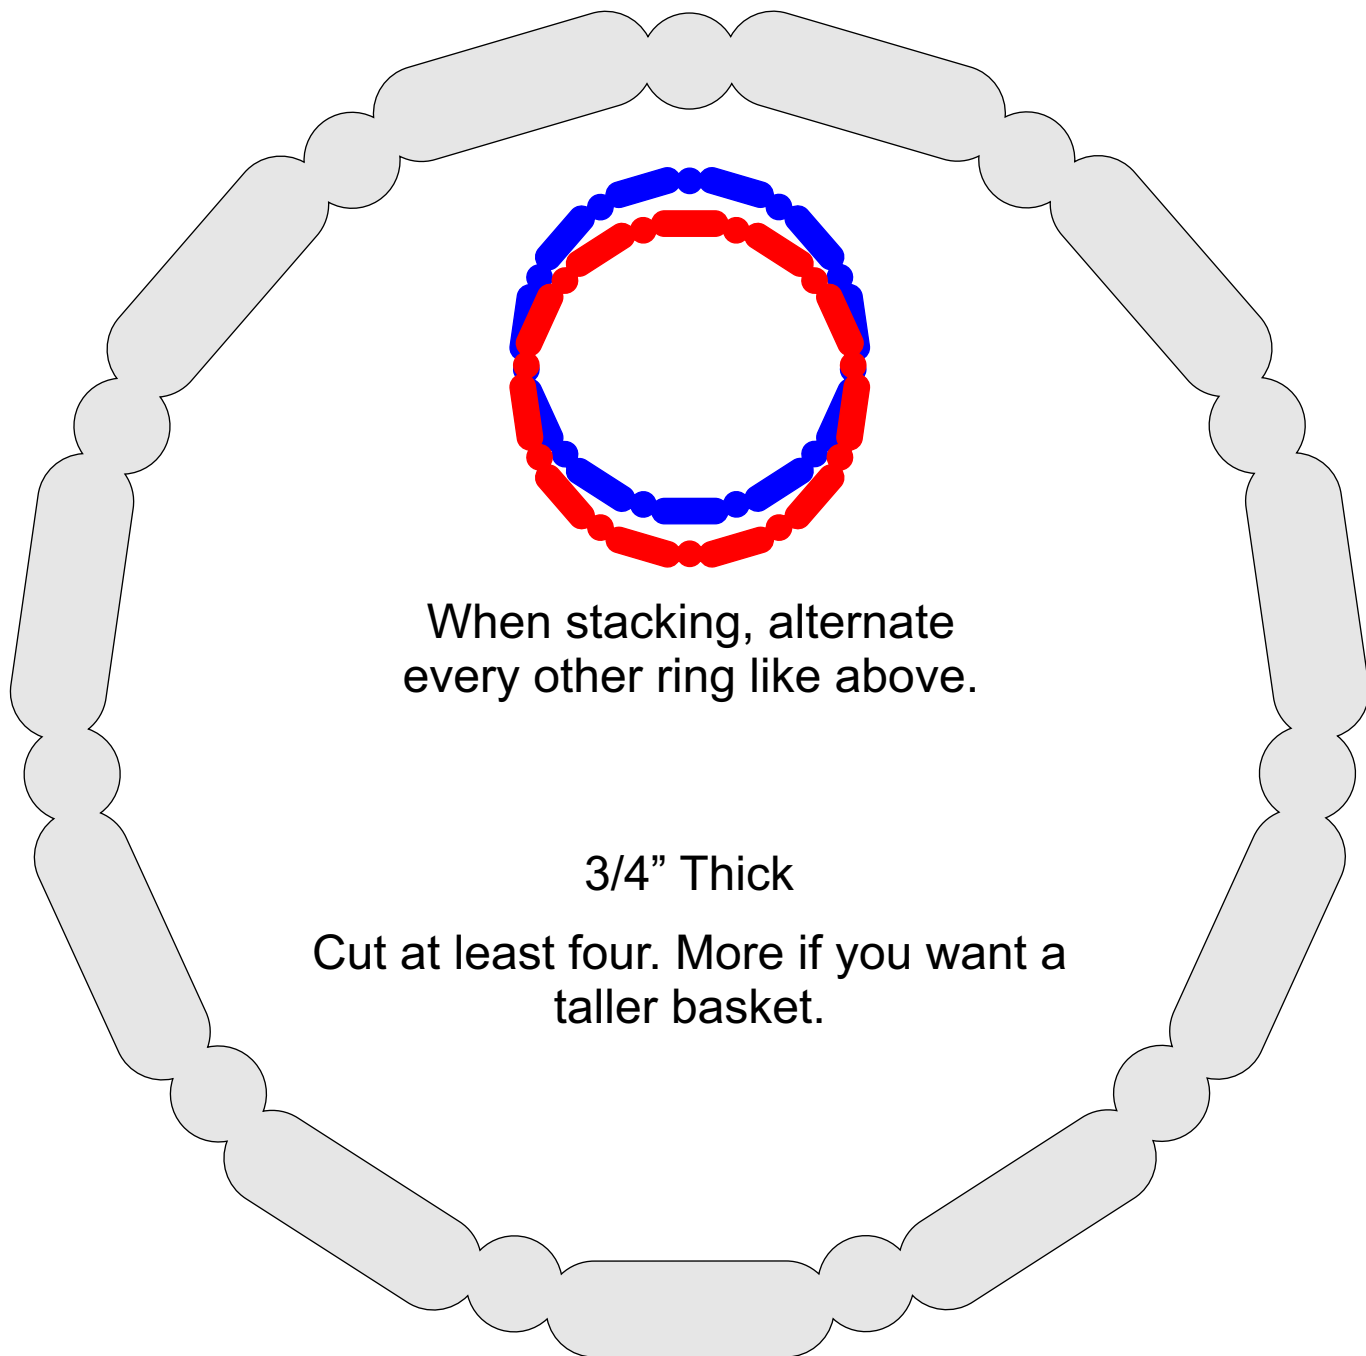 When stacking, alternate
every other ring like above.
3/4” Thick
Cut at least four. More if you want a
taller basket.